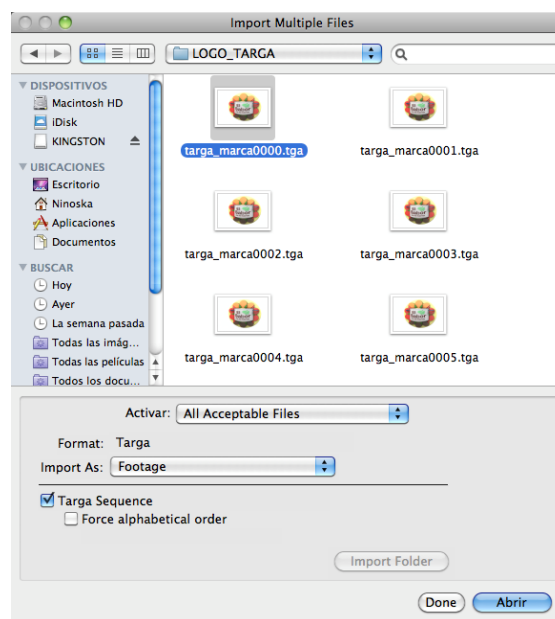 Import Multiple Files
LOGO_TARGA
DISPOSITIVOS
Macintosh HD
iDisk
KINGSTON
UBICACIONES
Escritorio
Ninoska
Aplicaciones
Documentos
BUSCAR
Hoy
Ayer
La semana pasada
Todas las imág...
Todas las películas
Todos los docu...
targa_marca0000.tga
targa_marca0001.tga
targa_marca0002.tga
targa_marca0003.tga
targa_marca0004.tga
targa_marca0005.tga
Activar: All Acceptable Files
Format: Targa
Import As: Footage
Targa Sequence
Force alphabetical order
Import Folder
Done Abrir